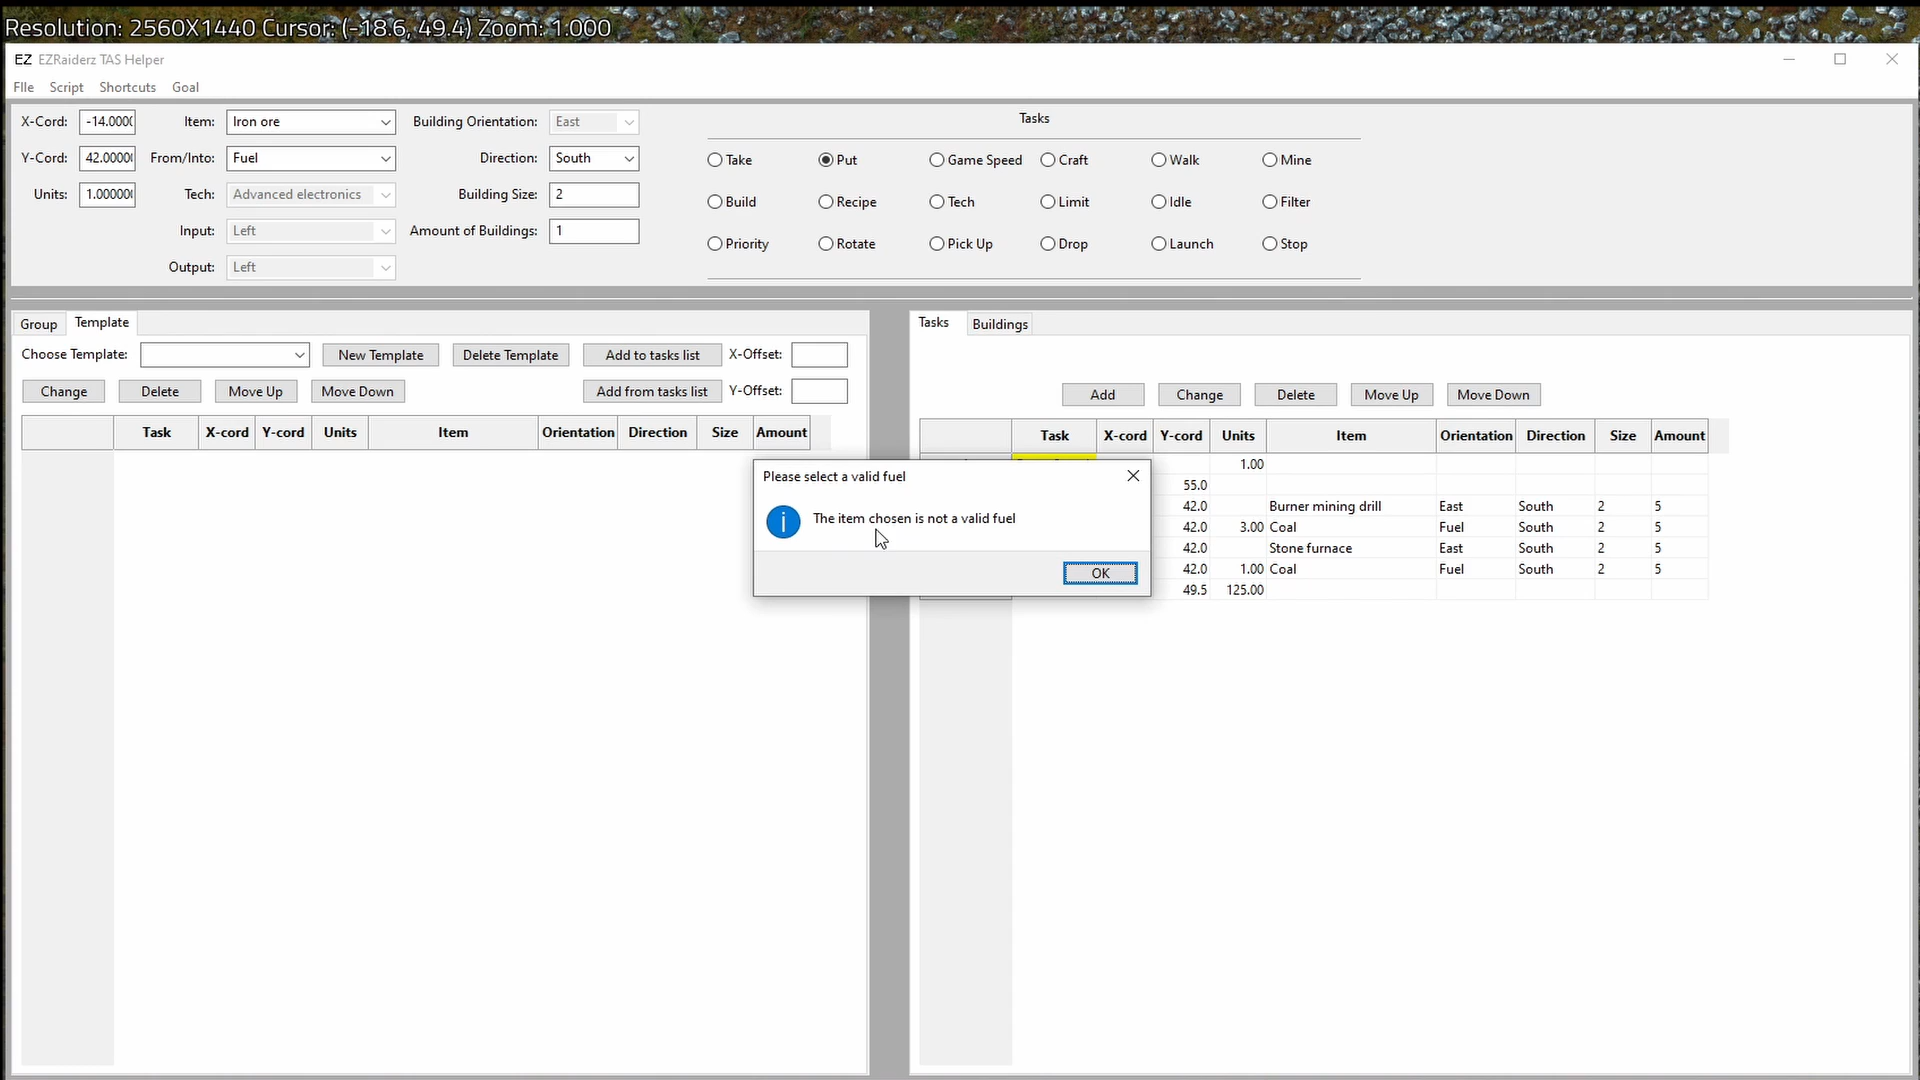 Resolution: 2560X1440 Cursor: (-18.6, 49.4) Zoom: 1.000
EZ EZRaiderz TAS Helper
FIle Script Shortcuts Goal
X-Cord: -14.000( Item: Iron ore Building Orientation: East Tasks
Y-Cord: 42.0000( From/Into: Fuel Direction: South Take Put Game Speed Craft Walk Mine
Units: 1.00000( Tech: Advanced electronics Building Size: 2 Build Recipe Tech Limit Idle Filter
Input: Left Amount of Buildings: 1 Priority Rotate Pick Up Drop Launch Stop
Output: Left
Group Template
Choose Template: New Template Delete Template Add to tasks list X-Offset:
Change Delete Move Up Move Down Add from tasks list Y-Offset:
Task X-cord Y-cord Units Item Orientation Direction Size Amount
Tasks Buildings
Add Change Delete Move Up Move Down
Task X-cord Y-cord Units Item Orientation Direction Size Amount
1.00
55.0
42.0 Burner mining drill East South 2 5
42.0 3.00 Coal Fuel South 2 5
42.0 Stone furnace East South 2 5
42.0 1.00 Coal Fuel South 2 5
49.5 125.00
Please select a valid fuel
The item chosen is not a valid fuel
OK